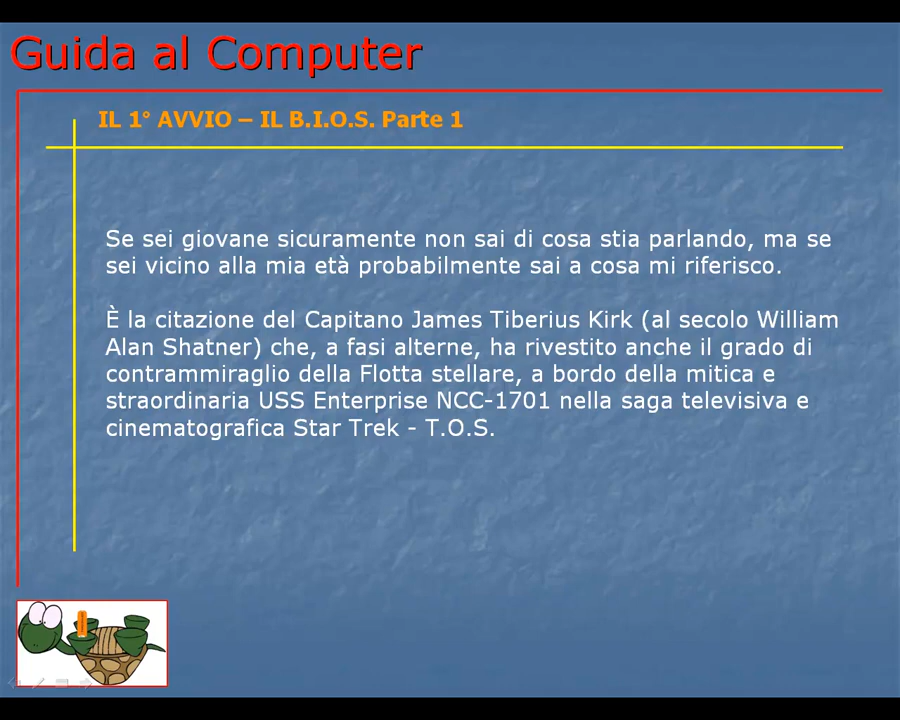 Guida al Computer
IL 1° AVVIO – IL B.I.O.S. Parte 1
Se sei giovane sicuramente non sai di cosa stia parlando, ma se
sei vicino alla mia età probabilmente sai a cosa mi riferisco.
È la citazione del Capitano James Tiberius Kirk (al secolo William
Alan Shatner) che, a fasi alterne, ha rivestito anche il grado di
contrammiraglio della Flotta stellare, a bordo della mitica e
straordinaria USS Enterprise NCC-1701 nella saga televisiva e
cinematografica Star Trek - T.O.S.